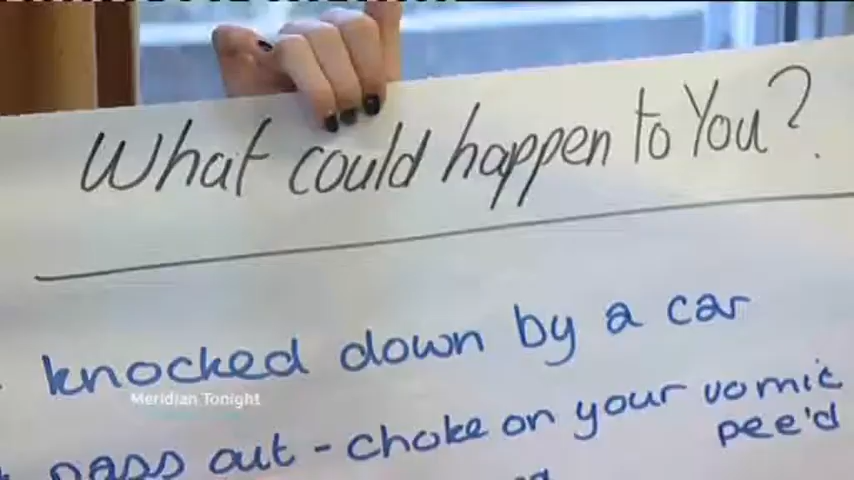 What could happen to You?
knocked down by a car
Meridian Tonight
pass out - choke on your vomit
pee'd